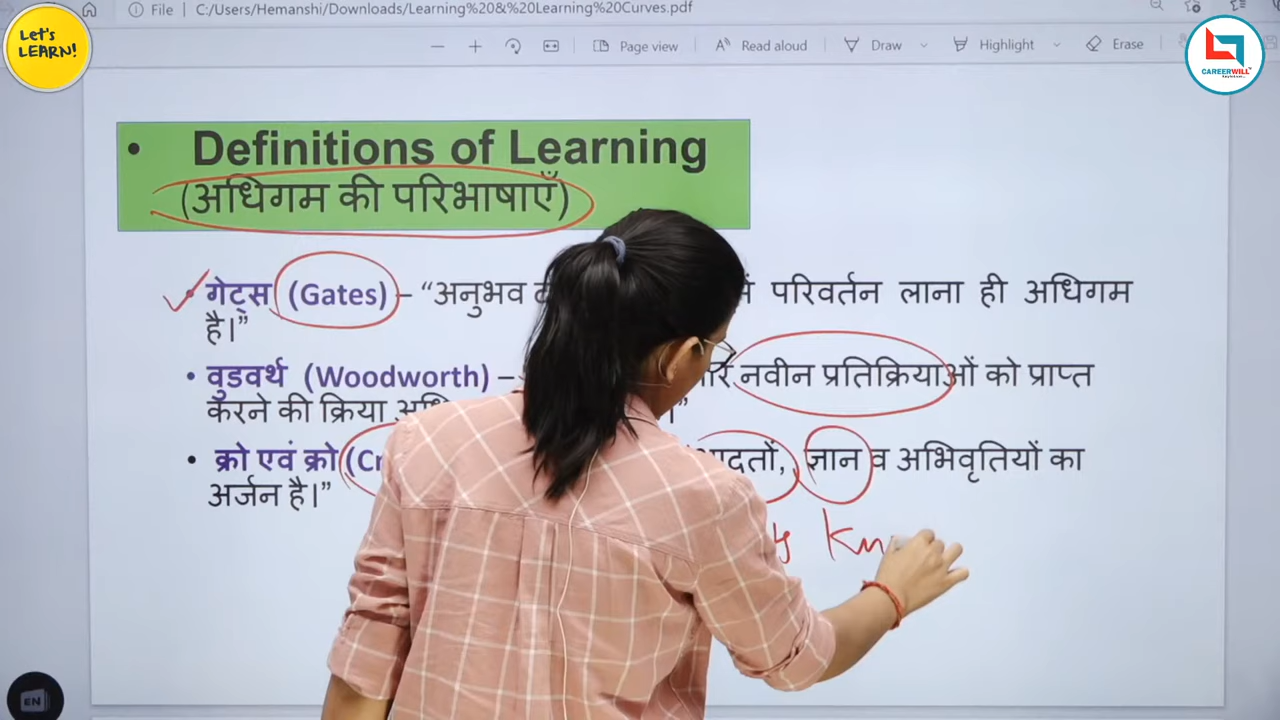 Let's
LEARN!
File | C:/Users/Hemanshi/Downloads/Learning%20&%20Learning%20Curves.pdf
Page view Read aloud Draw Highlight Erase
CAREERWILL
• Definitions of Learning
(अधिगम की परिभाषाएँ)
गेट्स (Gates) – “अनुभव परिवर्तन लाना ही अधिगम
है।”
• वुडवर्थ (Woodworth) – नवीन प्रतिक्रियाओं को प्राप्त
करने की क्रिया
• क्रो एवं क्रो ज्ञान व अभिवृतियों का
अर्जन है।”
EN